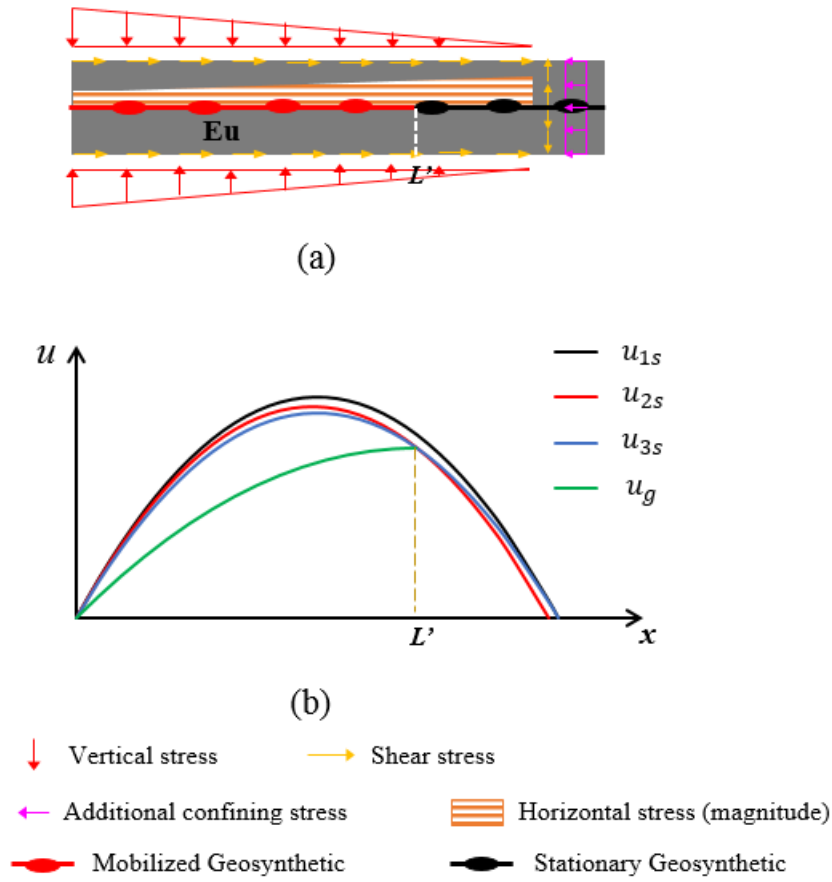 Eu
L’
(a)
u
u1s
u2s
u3s
ug
L’
x
(b)
Vertical stress
Shear stress
Additional confining stress
Horizontal stress (magnitude)
Mobilized Geosynthetic
Stationary Geosynthetic